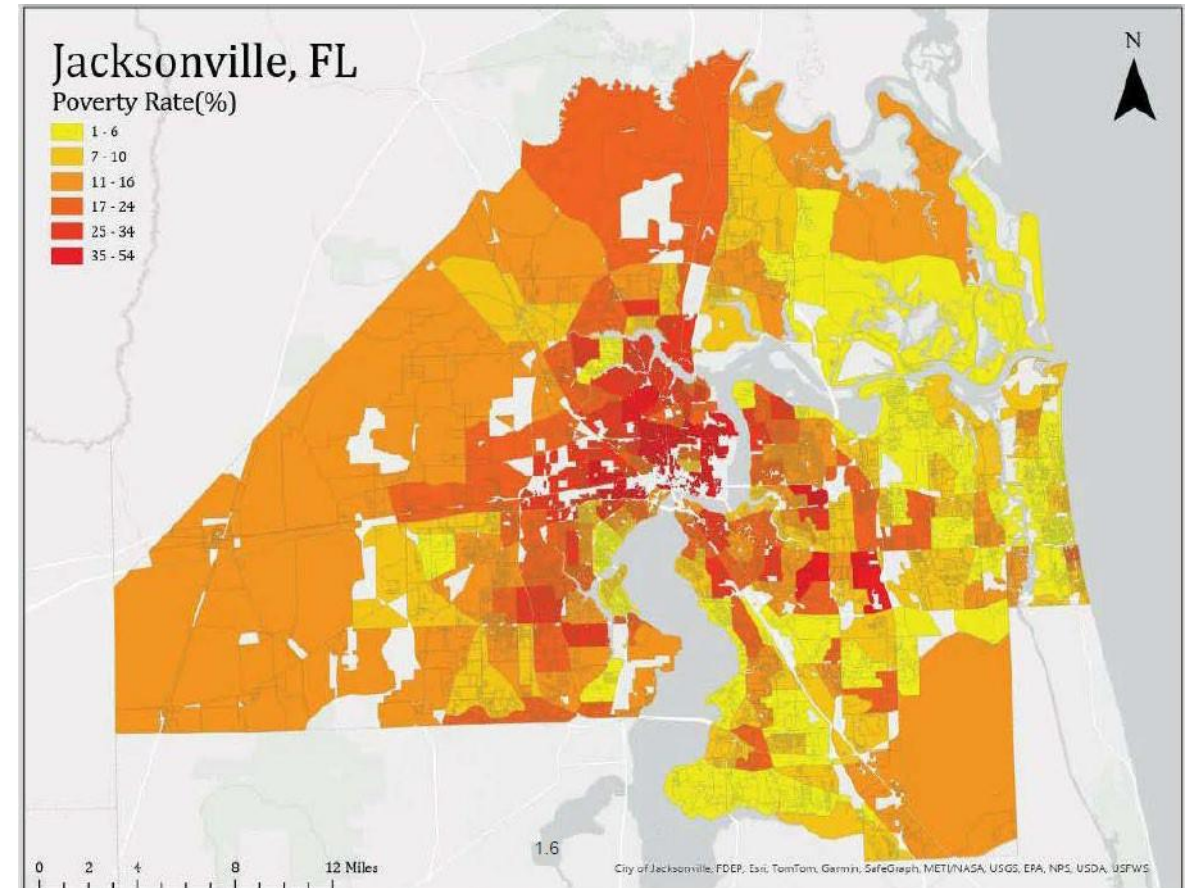 Jacksonville, FL
Poverty Rate(%)
1 - 6
7 - 10
11 - 16
17 - 24
25 - 34
35 - 54
N
1.6
0 2 4 8 12 Miles
City of Jacksonville, FDEP, Esri, TomTom, Garmin, SafeGraph, METI/NASA, USGS, EPA, NPS, USDA, USFWS